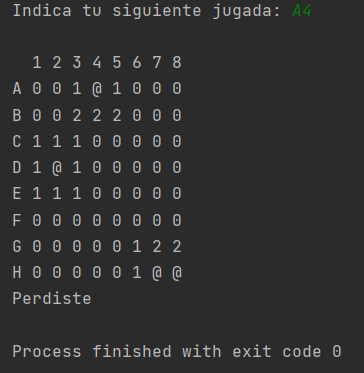 Indica tu siguiente jugada: A4
  1 2 3 4 5 6 7 8
A 0 0 1 @ 1 0 0 0
B 0 0 2 2 2 0 0 0
C 1 1 1 0 0 0 0 0
D 1 @ 1 0 0 0 0 0
E 1 1 1 0 0 0 0 0
F 0 0 0 0 0 0 0 0
G 0 0 0 0 0 1 2 2
H 0 0 0 0 0 1 @ @
Perdiste
Process finished with exit code 0